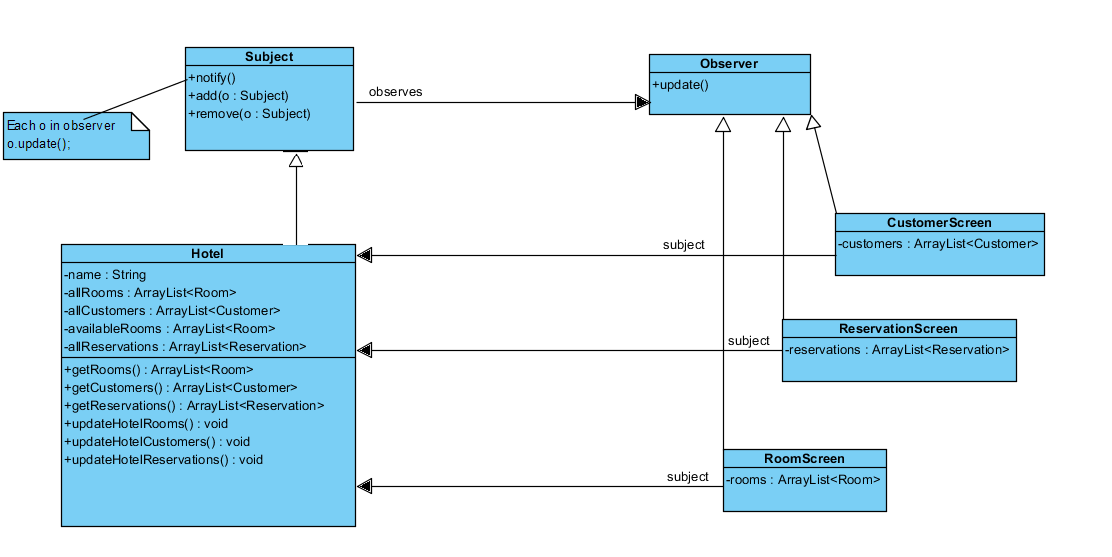 Subject
+notify()
+add(o : Subject)
+remove(o : Subject)
Each o in observer
o.update();
observes
Observer
+update()
CustomerScreen
-customers : ArrayList<Customer>
subject
Hotel
-name : String
-allRooms : ArrayList<Room>
-allCustomers : ArrayList<Customer>
-availableRooms : ArrayList<Room>
-allReservations : ArrayList<Reservation>
+getRooms() : ArrayList<Room>
+getCustomers() : ArrayList<Customer>
+getReservations() : ArrayList<Reservation>
+updateHotelRooms() : void
+updateHotelCustomers() : void
+updateHotelReservations() : void
ReservationScreen
-reservations : ArrayList<Reservation>
subject
RoomScreen
-rooms : ArrayList<Room>
subject